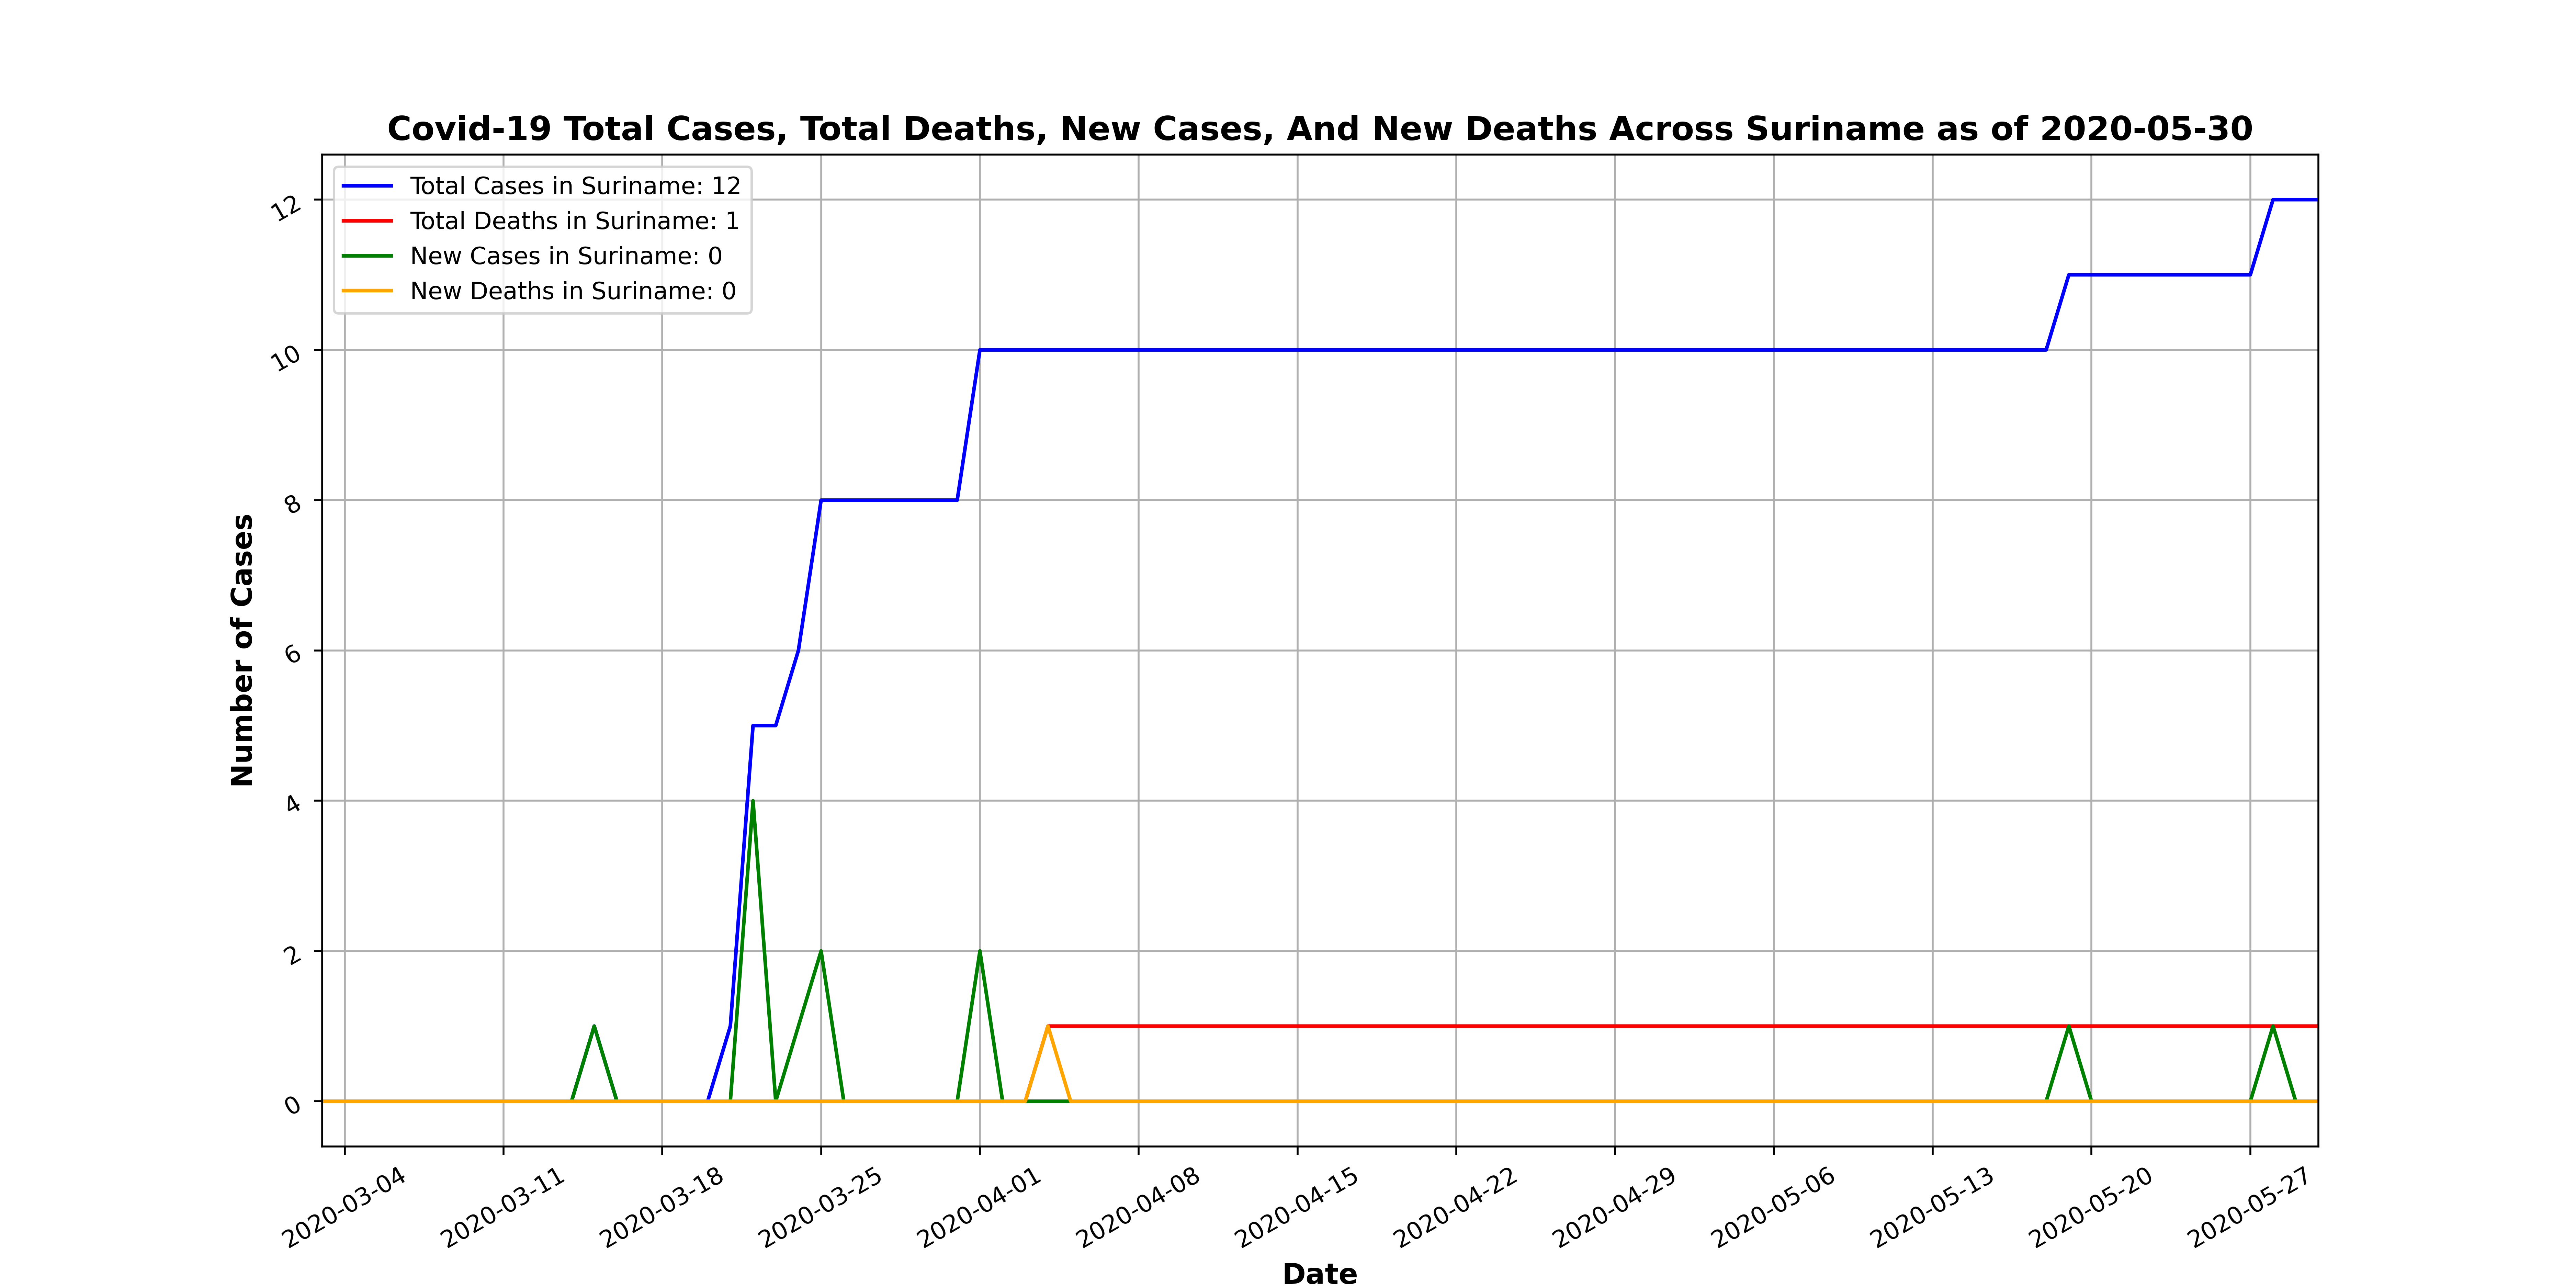 Covid-19 Total Cases, Total Deaths, New Cases, And New Deaths Across Suriname as of 2020-05-30
Total Cases in Suriname: 12
Total Deaths in Suriname: 1
New Cases in Suriname: 0
New Deaths in Suriname: 0
Number of Cases
12
10
8
6
4
2
0
2020-03-04
2020-03-11
2020-03-18
2020-03-25
2020-04-01
2020-04-08
2020-04-15
2020-04-22
2020-04-29
2020-05-06
2020-05-13
2020-05-20
2020-05-27
Date